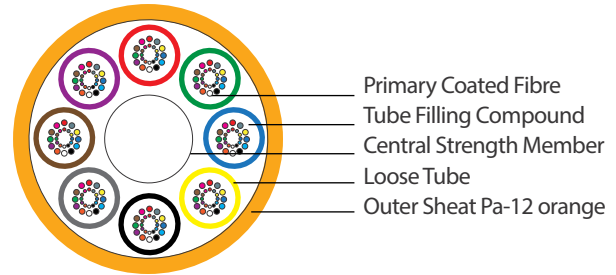 Primary Coated Fibre
Tube Filling Compound
Central Strength Member
Loose Tube
Outer Sheat Pa-12 orange